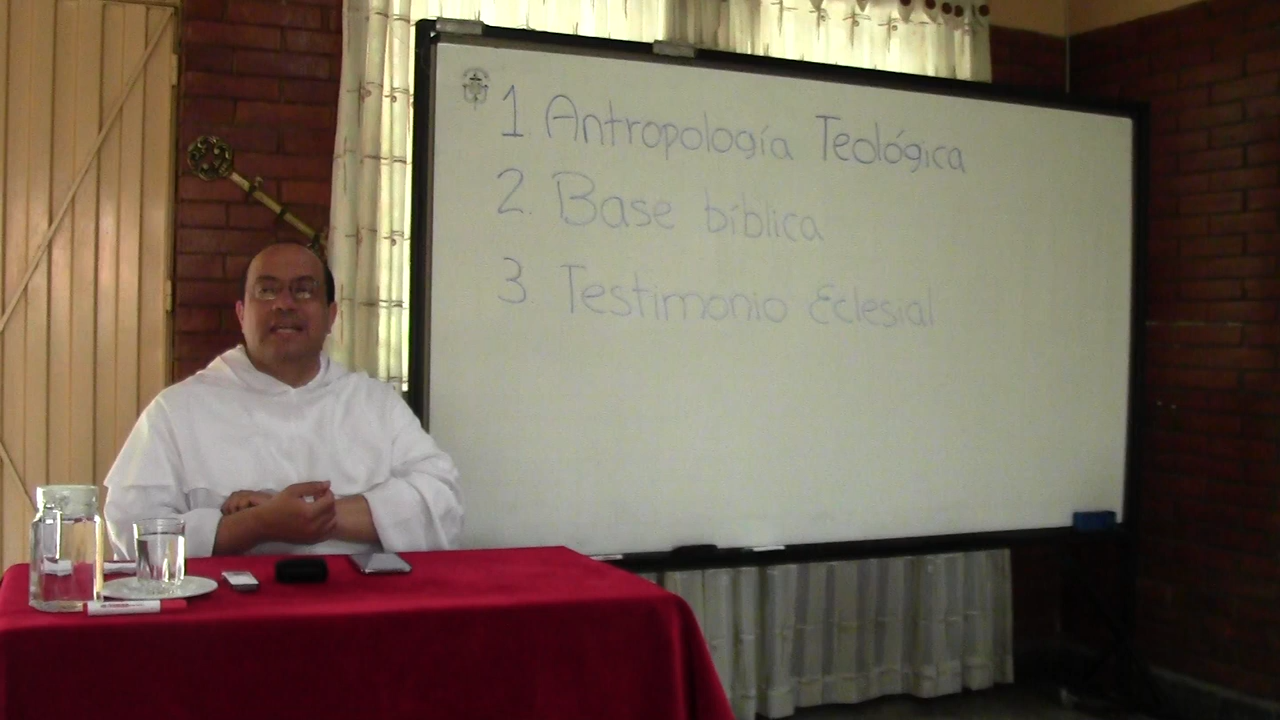 1 Antropología Teológica
2. Base bíblica
3. Testimonio Eclesial